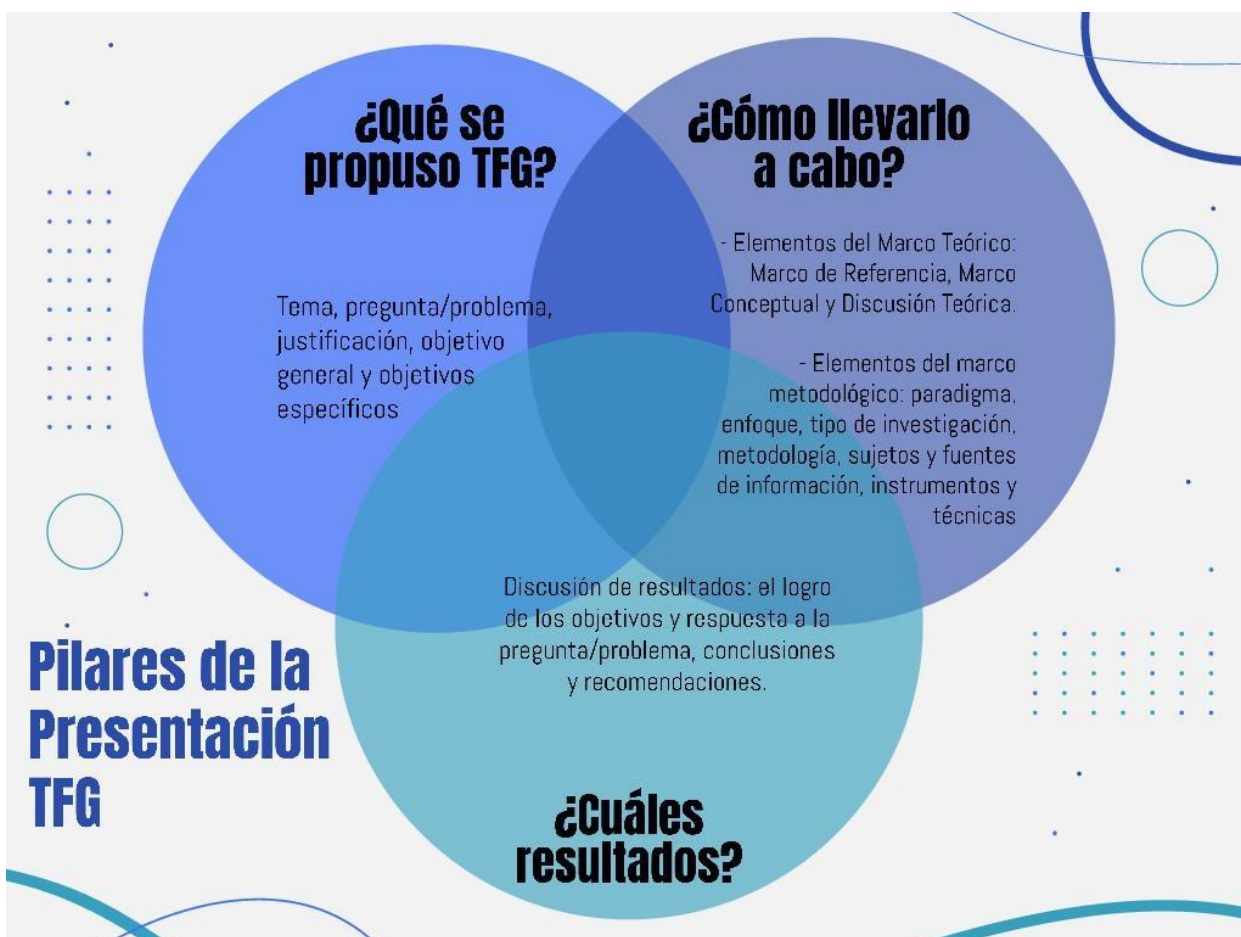 ¿Qué se
propuso TFG?
Tema, pregunta/problema,
justificación, objetivo
general y objetivos
específicos
¿Cómo llevarlo
a cabo?
- Elementos del Marco Teórico:
Marco de Referencia, Marco
Conceptual y Discusión Teórica.
- Elementos del marco
metodológico: paradigma,
enfoque, tipo de investigación,
metodología, sujetos y fuentes
de información, instrumentos y
técnicas
Discusión de resultados: el logro
de los objetivos y respuesta a la
pregunta/problema, conclusiones
y recomendaciones.
¿Cuáles
resultados?
Pilares de la
Presentación
TFG